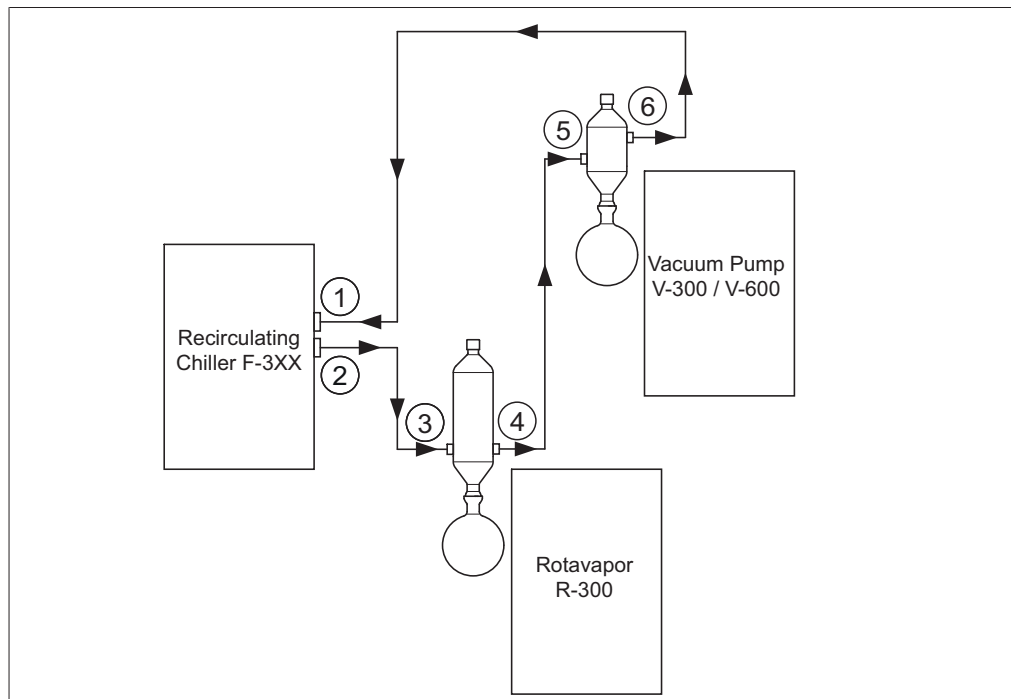 6
5
Vacuum Pump
V-300 / V-600
1
Recirculating
Chiller F-3XX
2
3
4
Rotavapor
R-300